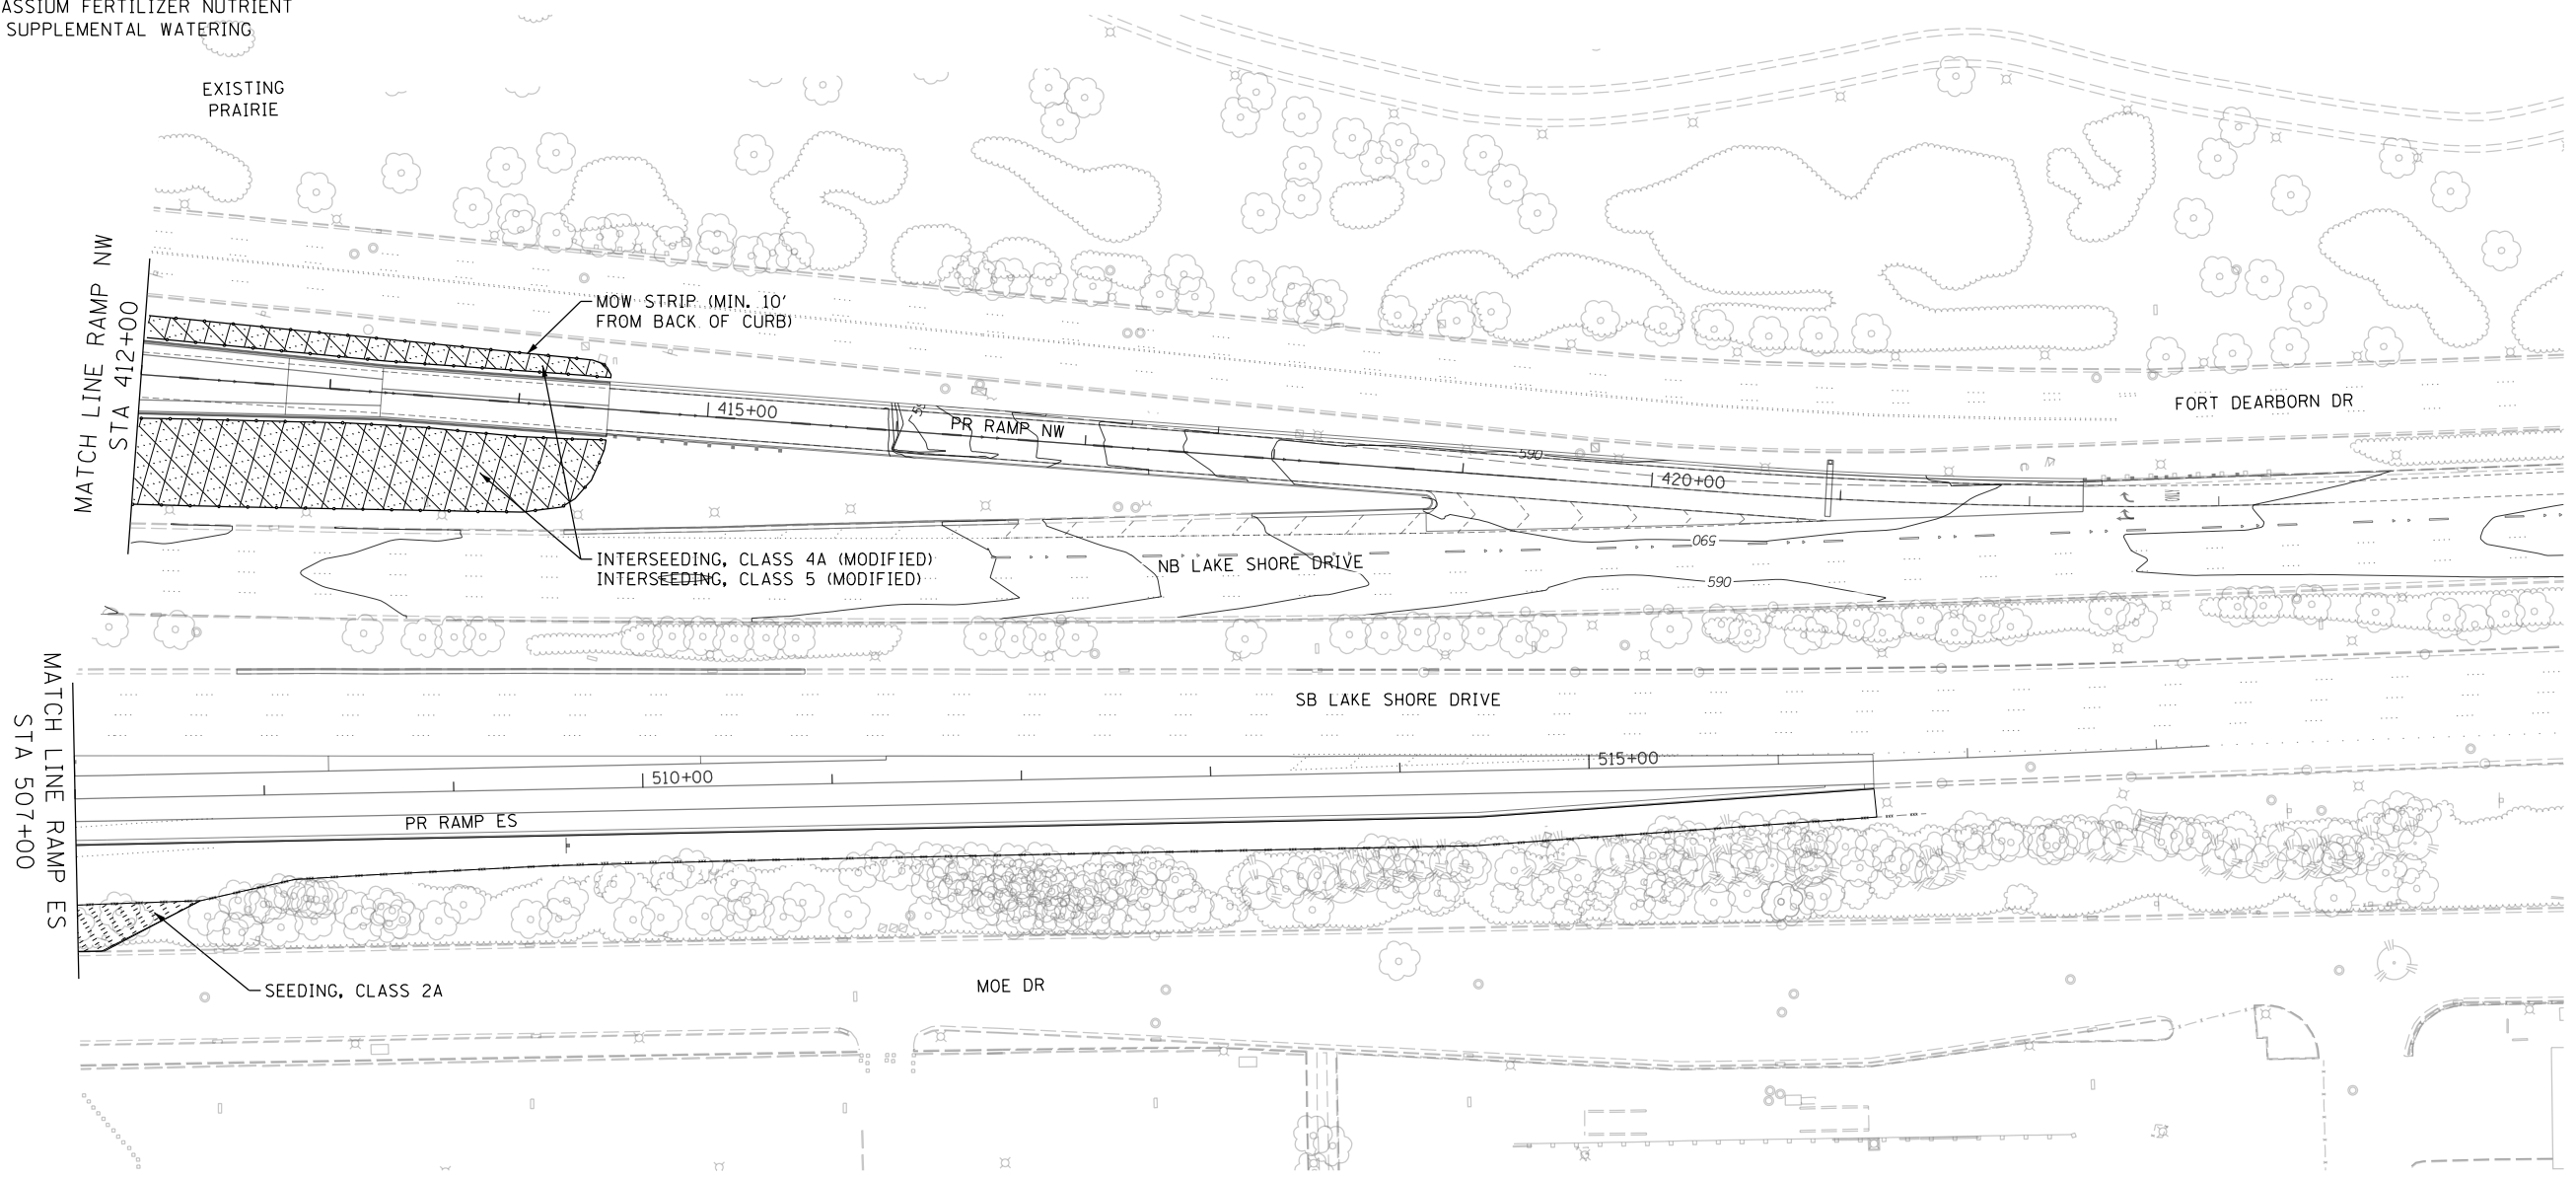 ASSIUM FERTILIZER NUTRIENT
SUPPLEMENTAL WATERING
EXISTING
PRAIRIE
MATCH LINE RAMP NW
STA 412+00
MOW STRIP (MIN. 10'
FROM BACK OF CURB)
415+00
PR RAMP NW
590
420+00
FORT DEARBORN DR
INTERSEEDING, CLASS 4A (MODIFIED)
INTERSEEDING, CLASS 5 (MODIFIED)
NB LAKE SHORE DRIVE
590
590
SB LAKE SHORE DRIVE
MATCH LINE RAMP ES
STA 507+00
510+00
515+00
PR RAMP ES
SEEDING, CLASS 2A
MOE DR